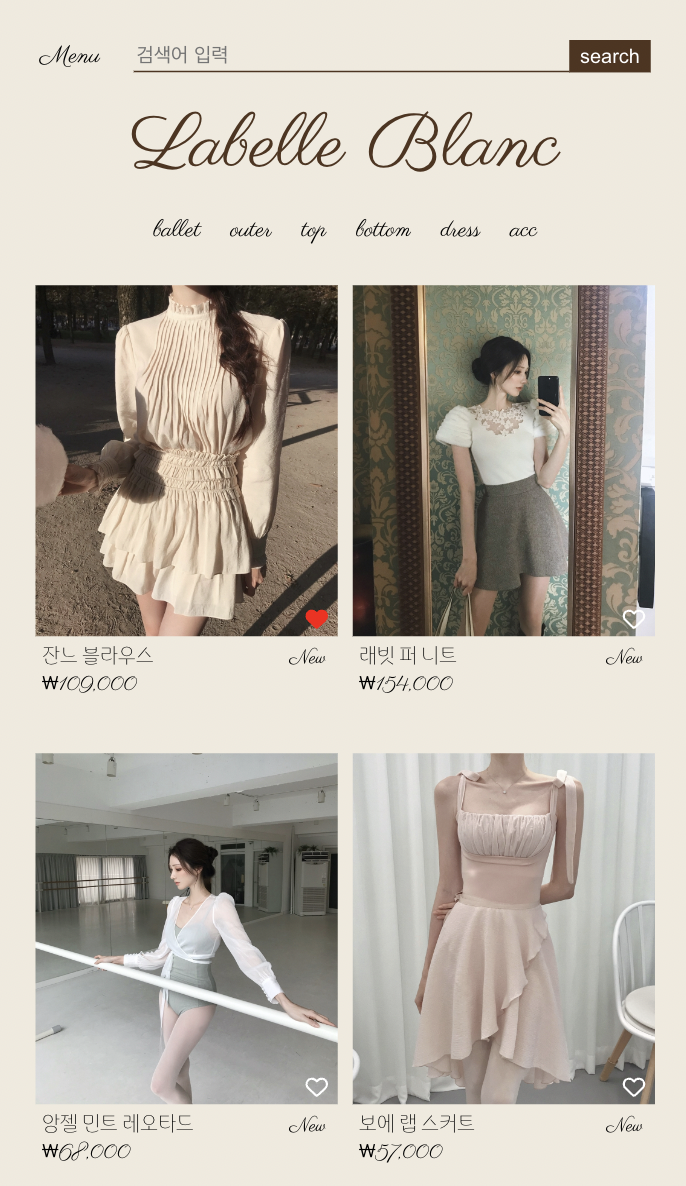 Menu 검색어 입력 search
Labelle Blanc
ballet outer top bottom dress acc
잔느 블라우스 New
₩109,000
래빗 퍼 니트 New
₩154,000
앙젤 민트 레오타드 New
₩68,000
보에 랩 스커트 New
₩57,000